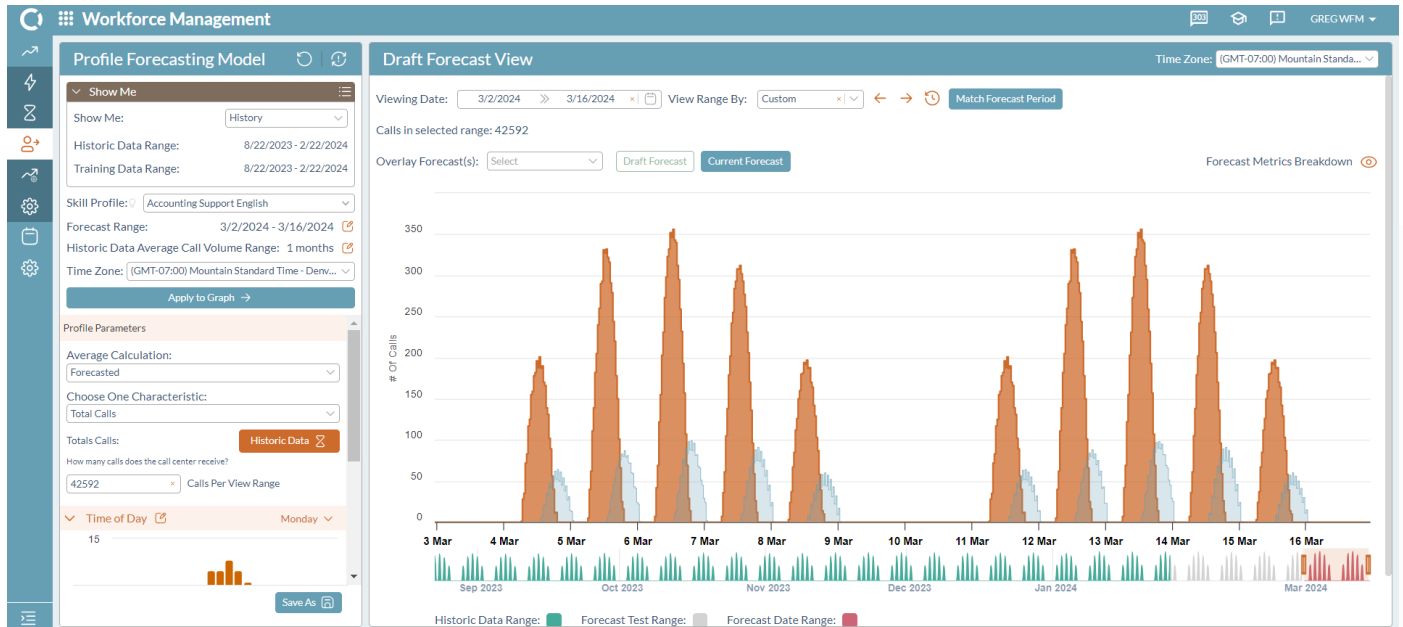 Workforce Management
303
GREG WFM
Profile Forecasting Model
Show Me
Show Me: History
Historic Data Range: 8/22/2023 - 2/22/2024
Training Data Range: 8/22/2023 - 2/22/2024
Skill Profile: Accounting Support English
Forecast Range: 3/2/2024 - 3/16/2024
Historic Data Average Call Volume Range: 1 months
Time Zone: (GMT-07:00) Mountain Standard Time - Denv...
Apply to Graph →
Profile Parameters
Average Calculation:
Forecasted
Choose One Characteristic:
Total Calls
Totals Calls: Historic Data
How many calls does the call center receive?
42592 × Calls Per View Range
Time of Day Monday
15
Save As
Draft Forecast View
Time Zone: (GMT-07:00) Mountain Standa...
Viewing Date: 3/2/2024 >> 3/16/2024 × View Range By: Custom × ← → Match Forecast Period
Calls in selected range: 42592
Overlay Forecast(s): Select Draft Forecast Current Forecast Forecast Metrics Breakdown
# Of Calls
350
300
250
200
150
100
50
0
3 Mar 4 Mar 5 Mar 6 Mar 7 Mar 8 Mar 9 Mar 10 Mar 11 Mar 12 Mar 13 Mar 14 Mar 15 Mar 16 Mar
Sep 2023 Oct 2023 Nov 2023 Dec 2023 Jan 2024 Mar 2024
Historic Data Range: Forecast Test Range: Forecast Date Range: